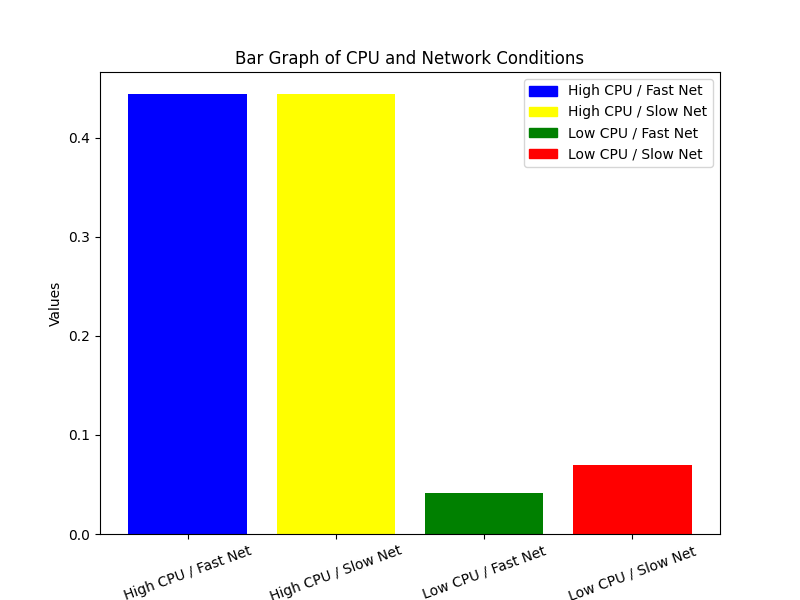 Bar Graph of CPU and Network Conditions
High CPU / Fast Net
High CPU / Slow Net
Low CPU / Fast Net
Low CPU / Slow Net
0.4
0.3
0.2
0.1
0.0
Values
High CPU / Fast Net
High CPU / Slow Net
Low CPU / Fast Net
Low CPU / Slow Net